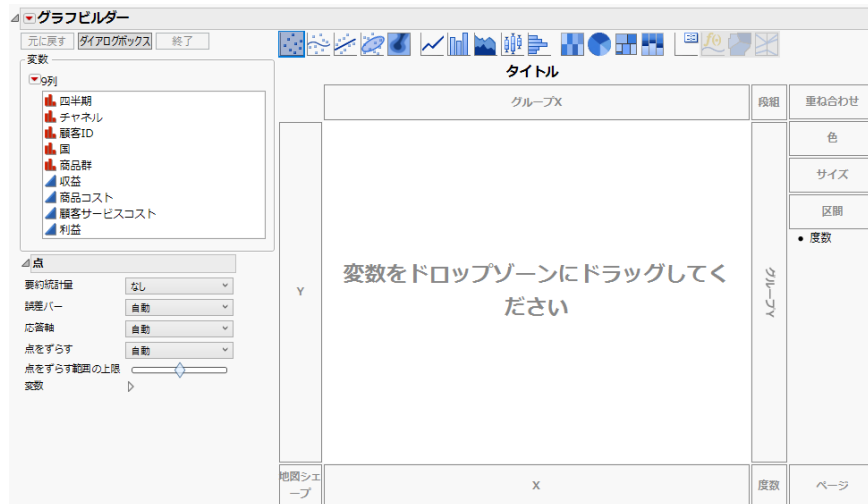 グラフビルダー
元に戻す ダイアログボックス 終了
変数
9列
四半期
チャネル
顧客ID
国
商品群
収益
商品コスト
顧客サービスコスト
利益
点
要約統計量 なし
誤差バー 自動
応答軸 自動
点をずらす 自動
点をずらす範囲の上限
変数
タイトル
グループX
段組
重ね合わせ
色
サイズ
区間
度数
Y
変数をドロップゾーンにドラッグしてく
ださい
グループY
地図シェ
ープ
X
度数
ページ